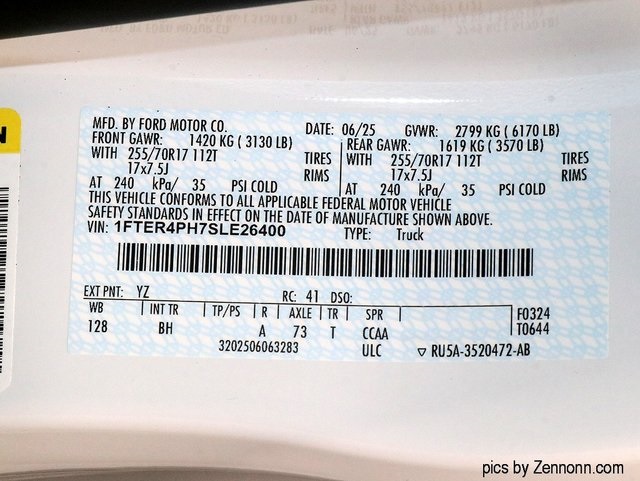 MFD. BY FORD MOTOR CO. DATE: 06/25 GVWR: 2799 KG ( 6170 LB)
FRONT GAWR: 1420 KG ( 3130 LB) REAR GAWR: 1619 KG ( 3570 LB)
WITH 255/70R17 112T TIRES WITH 255/70R17 112T TIRES
17x7.5J RIMS 17x7.5J RIMS
AT 240 kPa/ 35 PSI COLD AT 240 kPa/ 35 PSI COLD
THIS VEHICLE CONFORMS TO ALL APPLICABLE FEDERAL MOTOR VEHICLE
SAFETY STANDARDS IN EFFECT ON THE DATE OF MANUFACTURE SHOWN ABOVE.
VIN: 1FTER4PH7SLE26400 TYPE: Truck
EXT PNT: YZ RC: 41 DSO:
WB INT TR TP/PS R AXLE TR SPR F0324
128 BH A 73 T CCAA T0644
3202506063283 ULC ▽ RU5A-3520472-AB
N
pics by Zennonn.com